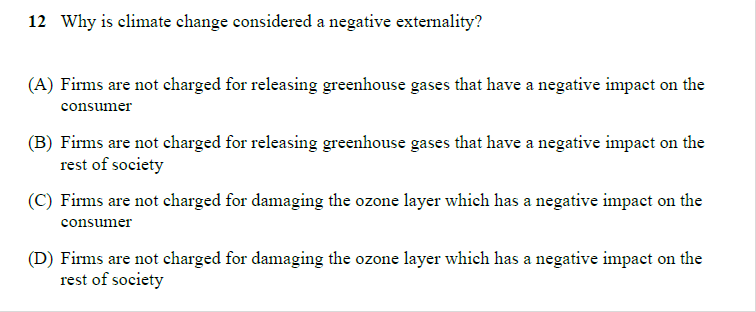 12 Why is climate change considered a negative externality?
(A) Firms are not charged for releasing greenhouse gases that have a negative impact on the
consumer
(B) Firms are not charged for releasing greenhouse gases that have a negative impact on the
rest of society
(C) Firms are not charged for damaging the ozone layer which has a negative impact on the
consumer
(D) Firms are not charged for damaging the ozone layer which has a negative impact on the
rest of society